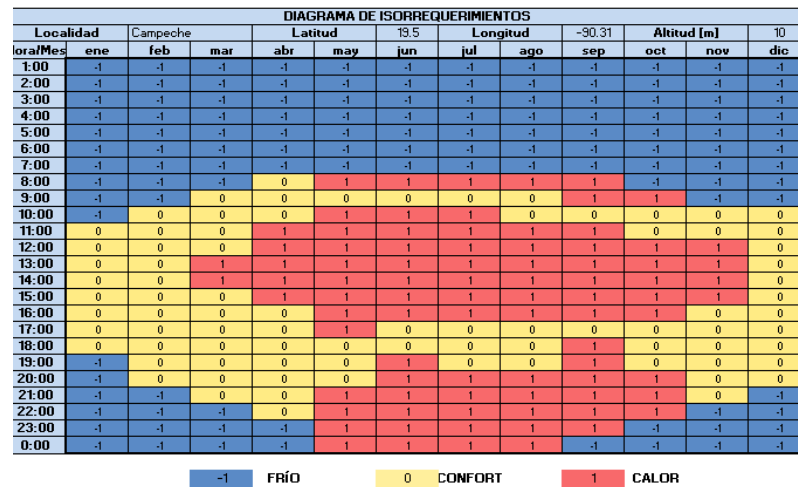 DIAGRAMA DE ISORREQUERIMIENTOS
Localidad Campeche Latitud 19.5 Longitud -90.31 Altitud [m] 10
lora/Mes ene feb mar abr may jun jul ago sep oct nov dic
1:00 -1 -1 -1 -1 -1 -1 -1 -1 -1 -1 -1 -1
2:00 -1 -1 -1 -1 -1 -1 -1 -1 -1 -1 -1 -1
3:00 -1 -1 -1 -1 -1 -1 -1 -1 -1 -1 -1 -1
4:00 -1 -1 -1 -1 -1 -1 -1 -1 -1 -1 -1 -1
5:00 -1 -1 -1 -1 -1 -1 -1 -1 -1 -1 -1 -1
6:00 -1 -1 -1 -1 -1 -1 -1 -1 -1 -1 -1 -1
7:00 -1 -1 -1 -1 -1 -1 -1 -1 -1 -1 -1 -1
8:00 -1 -1 -1 0 1 1 1 1 1 -1 -1 -1
9:00 -1 -1 0 0 0 0 0 0 1 1 -1 -1
10:00 -1 0 0 0 1 1 1 0 0 0 0 0
11:00 0 0 0 1 1 1 1 1 1 0 0 0
12:00 0 0 0 1 1 1 1 1 1 1 1 0
13:00 0 0 1 1 1 1 1 1 1 1 1 0
14:00 0 0 1 1 1 1 1 1 1 1 1 0
15:00 0 0 0 1 1 1 1 1 1 1 1 0
16:00 0 0 0 0 1 1 1 1 1 1 0 0
17:00 0 0 0 0 1 0 0 0 0 0 0 0
18:00 0 0 0 0 0 0 0 0 1 0 0 0
19:00 -1 0 0 0 0 1 0 0 1 0 0 0
20:00 -1 0 0 0 0 1 1 1 1 1 0 0
21:00 -1 -1 0 0 1 1 1 1 1 1 0 -1
22:00 -1 -1 -1 0 1 1 1 1 1 1 -1 -1
23:00 -1 -1 -1 -1 1 1 1 1 1 -1 -1 -1
0:00 -1 -1 -1 -1 1 1 1 1 -1 -1 -1 -1
-1 FRÍO 0 CONFORT 1 CALOR